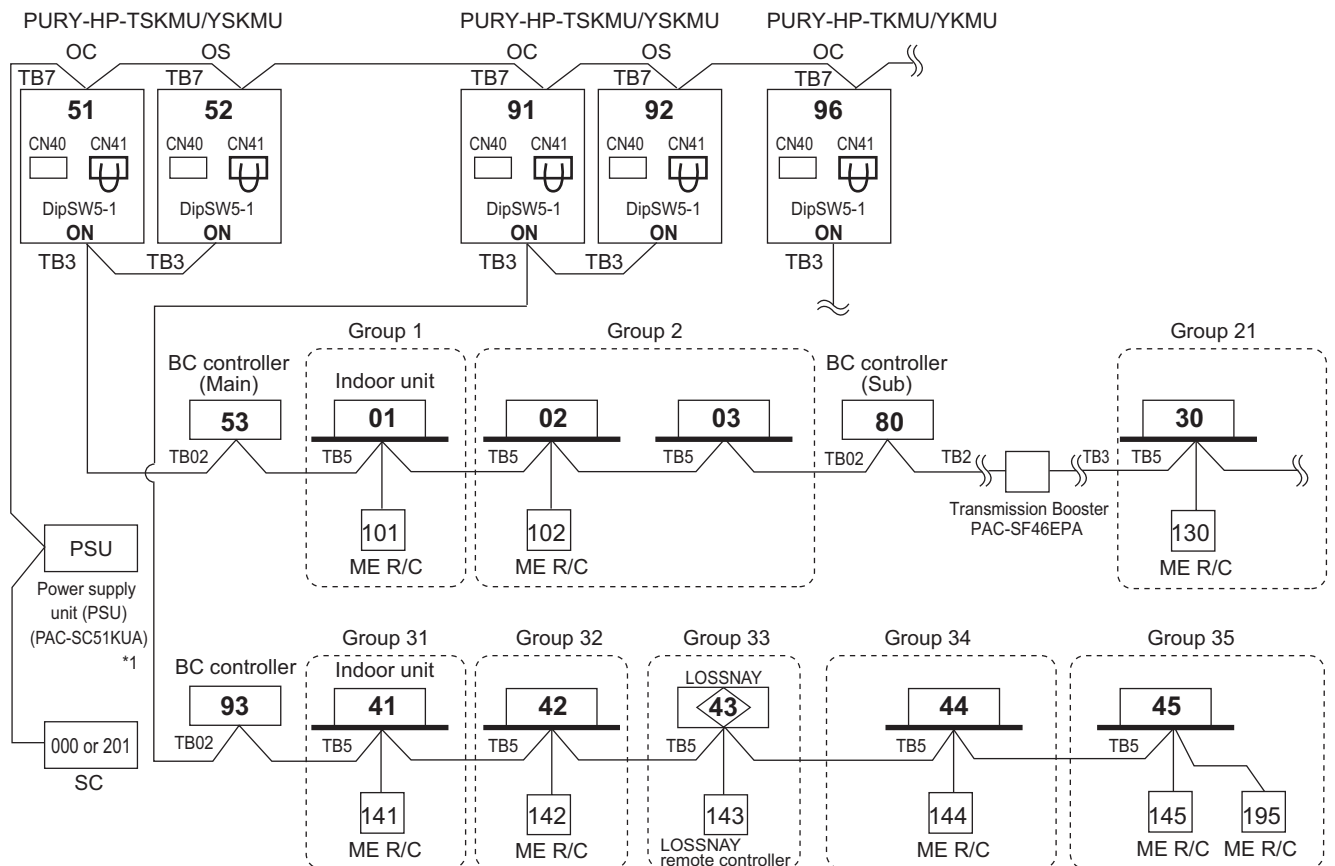 PURY-HP-TSKMU/YSKMU PURY-HP-TSKMU/YSKMU PURY-HP-TKMU/YKMU
OC OS OC OS OC
TB7 TB7 TB7 TB7 TB7
51 52 91 92 96
CN40 CN41 CN40 CN41 CN40 CN41 CN40 CN41 CN40 CN41
DipSW5-1 DipSW5-1 DipSW5-1 DipSW5-1 DipSW5-1
ON ON ON ON ON
TB3 TB3 TB3 TB3 TB3
Group 1 Group 2 Group 21
BC controller
(Main)
Indoor unit
BC controller
(Sub)
53 01 02 03 80 30
TB02 TB5 TB5 TB5 TB02 TB2 TB3 TB5
Transmission Booster
PAC-SF46EPA
101 102 130
ME R/C ME R/C ME R/C
PSU
Power supply
unit (PSU)
(PAC-SC51KUA)
*1
Group 31 Group 32 Group 33 Group 34 Group 35
BC controller Indoor unit LOSSNAY
93 41 42 43 44 45
TB02 TB5 TB5 TB5 TB5 TB5
000 or 201
SC
141 142 143 144 145 195
ME R/C ME R/C LOSSNAY
remote controller ME R/C ME R/C ME R/C